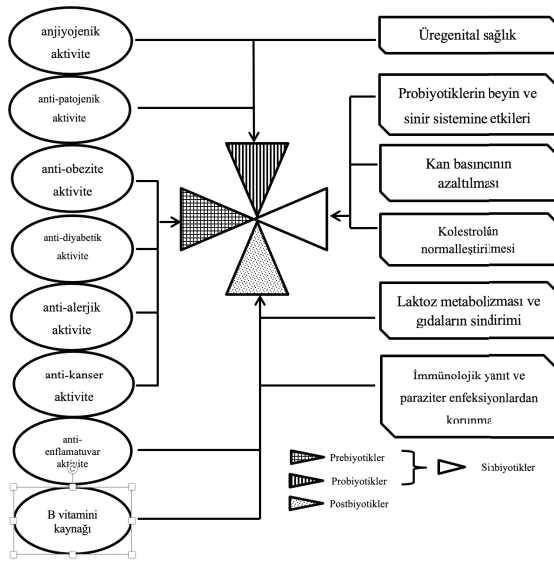 anjiyojenik
aktivite
anti-patojenik
aktivite
anti-obezite
aktivite
anti-diyabetik
aktivite
anti-alerjik
aktivite
anti-kanser
aktivite
anti-
enflamatuvar
aktivite
B vitamini
kaynağı
Üregenital sağlık
Probiyotiklerin beyin ve
sinir sistemine etkileri
Kan basıncının
azaltılması
Kolestrolün
normalleştirilmesi
Laktoz metabolizması ve
gıdaların sindirimi
İmmünolojik yanıt ve
paraziter enfeksiyonlardan
korunma
Prebiyotikler
Probiyotikler
Postbiyotikler
Sinbiyotikler